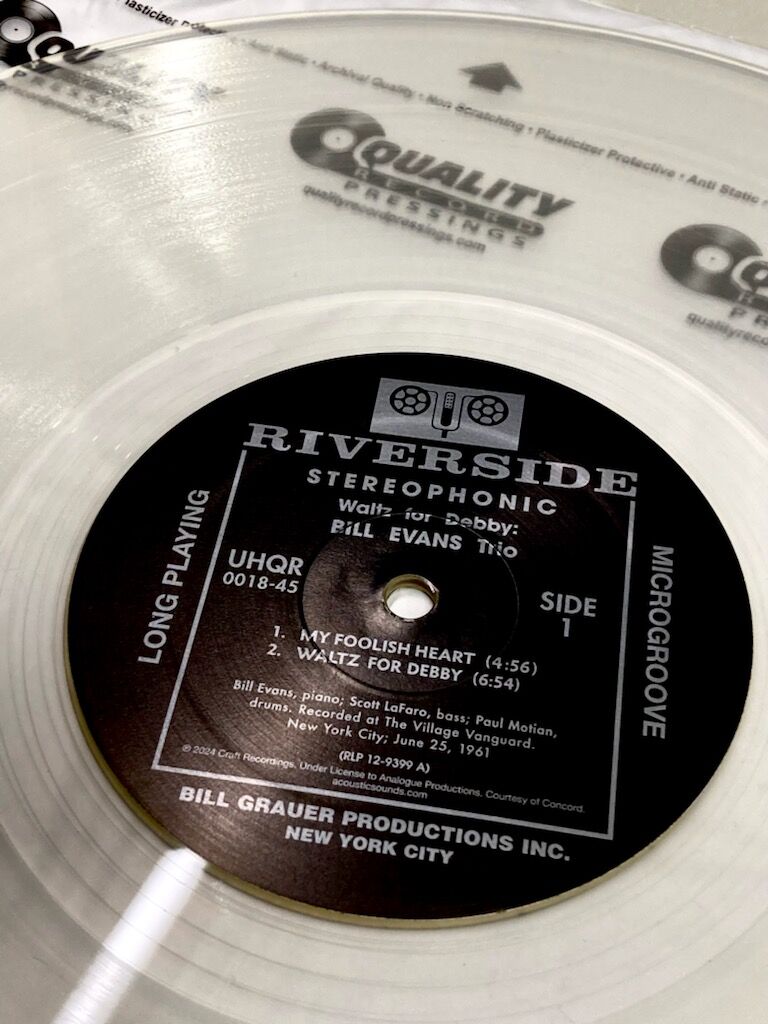 Anti Static • Archival Quality • Non Scratching • Plasticizer Protective • Anti Static
QUALITY
RECORD
PRESSINGS
qualityrecordpressings.com
RIVERSIDE
STEREOPHONIC
Waltz for Debby:
BILL EVANS Trio
LONG PLAYING
UHQR
0018-45
SIDE
1
MICROGROOVE
1. MY FOOLISH HEART (4:56)
2. WALTZ FOR DEBBY (6:54)
Bill Evans, piano; Scott LaFaro, bass; Paul Motian,
drums. Recorded at The Village Vanguard.
New York City; June 25, 1961
(RLP 12-9399 A)
℗ 2024 Craft Recordings. Under License to Analogue Productions. Courtesy of Concord.
acousticsounds.com
BILL GRAUER PRODUCTIONS INC.
NEW YORK CITY